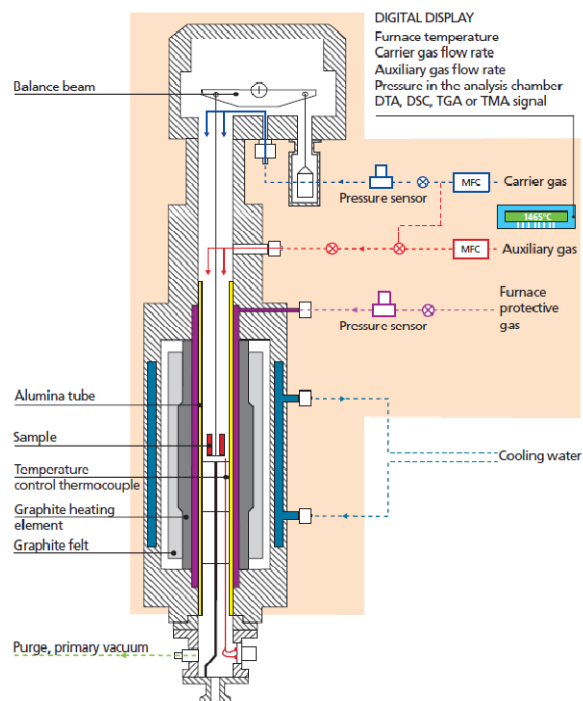 DIGITAL DISPLAY
Furnace temperature
Carrier gas flow rate
Auxiliary gas flow rate
Pressure in the analysis chamber
DTA, DSC, TGA or TMA signal
Balance beam
Pressure sensor
MFC
Carrier gas
1465°C
MFC
Auxiliary gas
Pressure sensor
Furnace
protective
gas
Alumina tube
Sample
Temperature
control thermocouple
Graphite heating
element
Graphite felt
Cooling water
Purge, primary vacuum